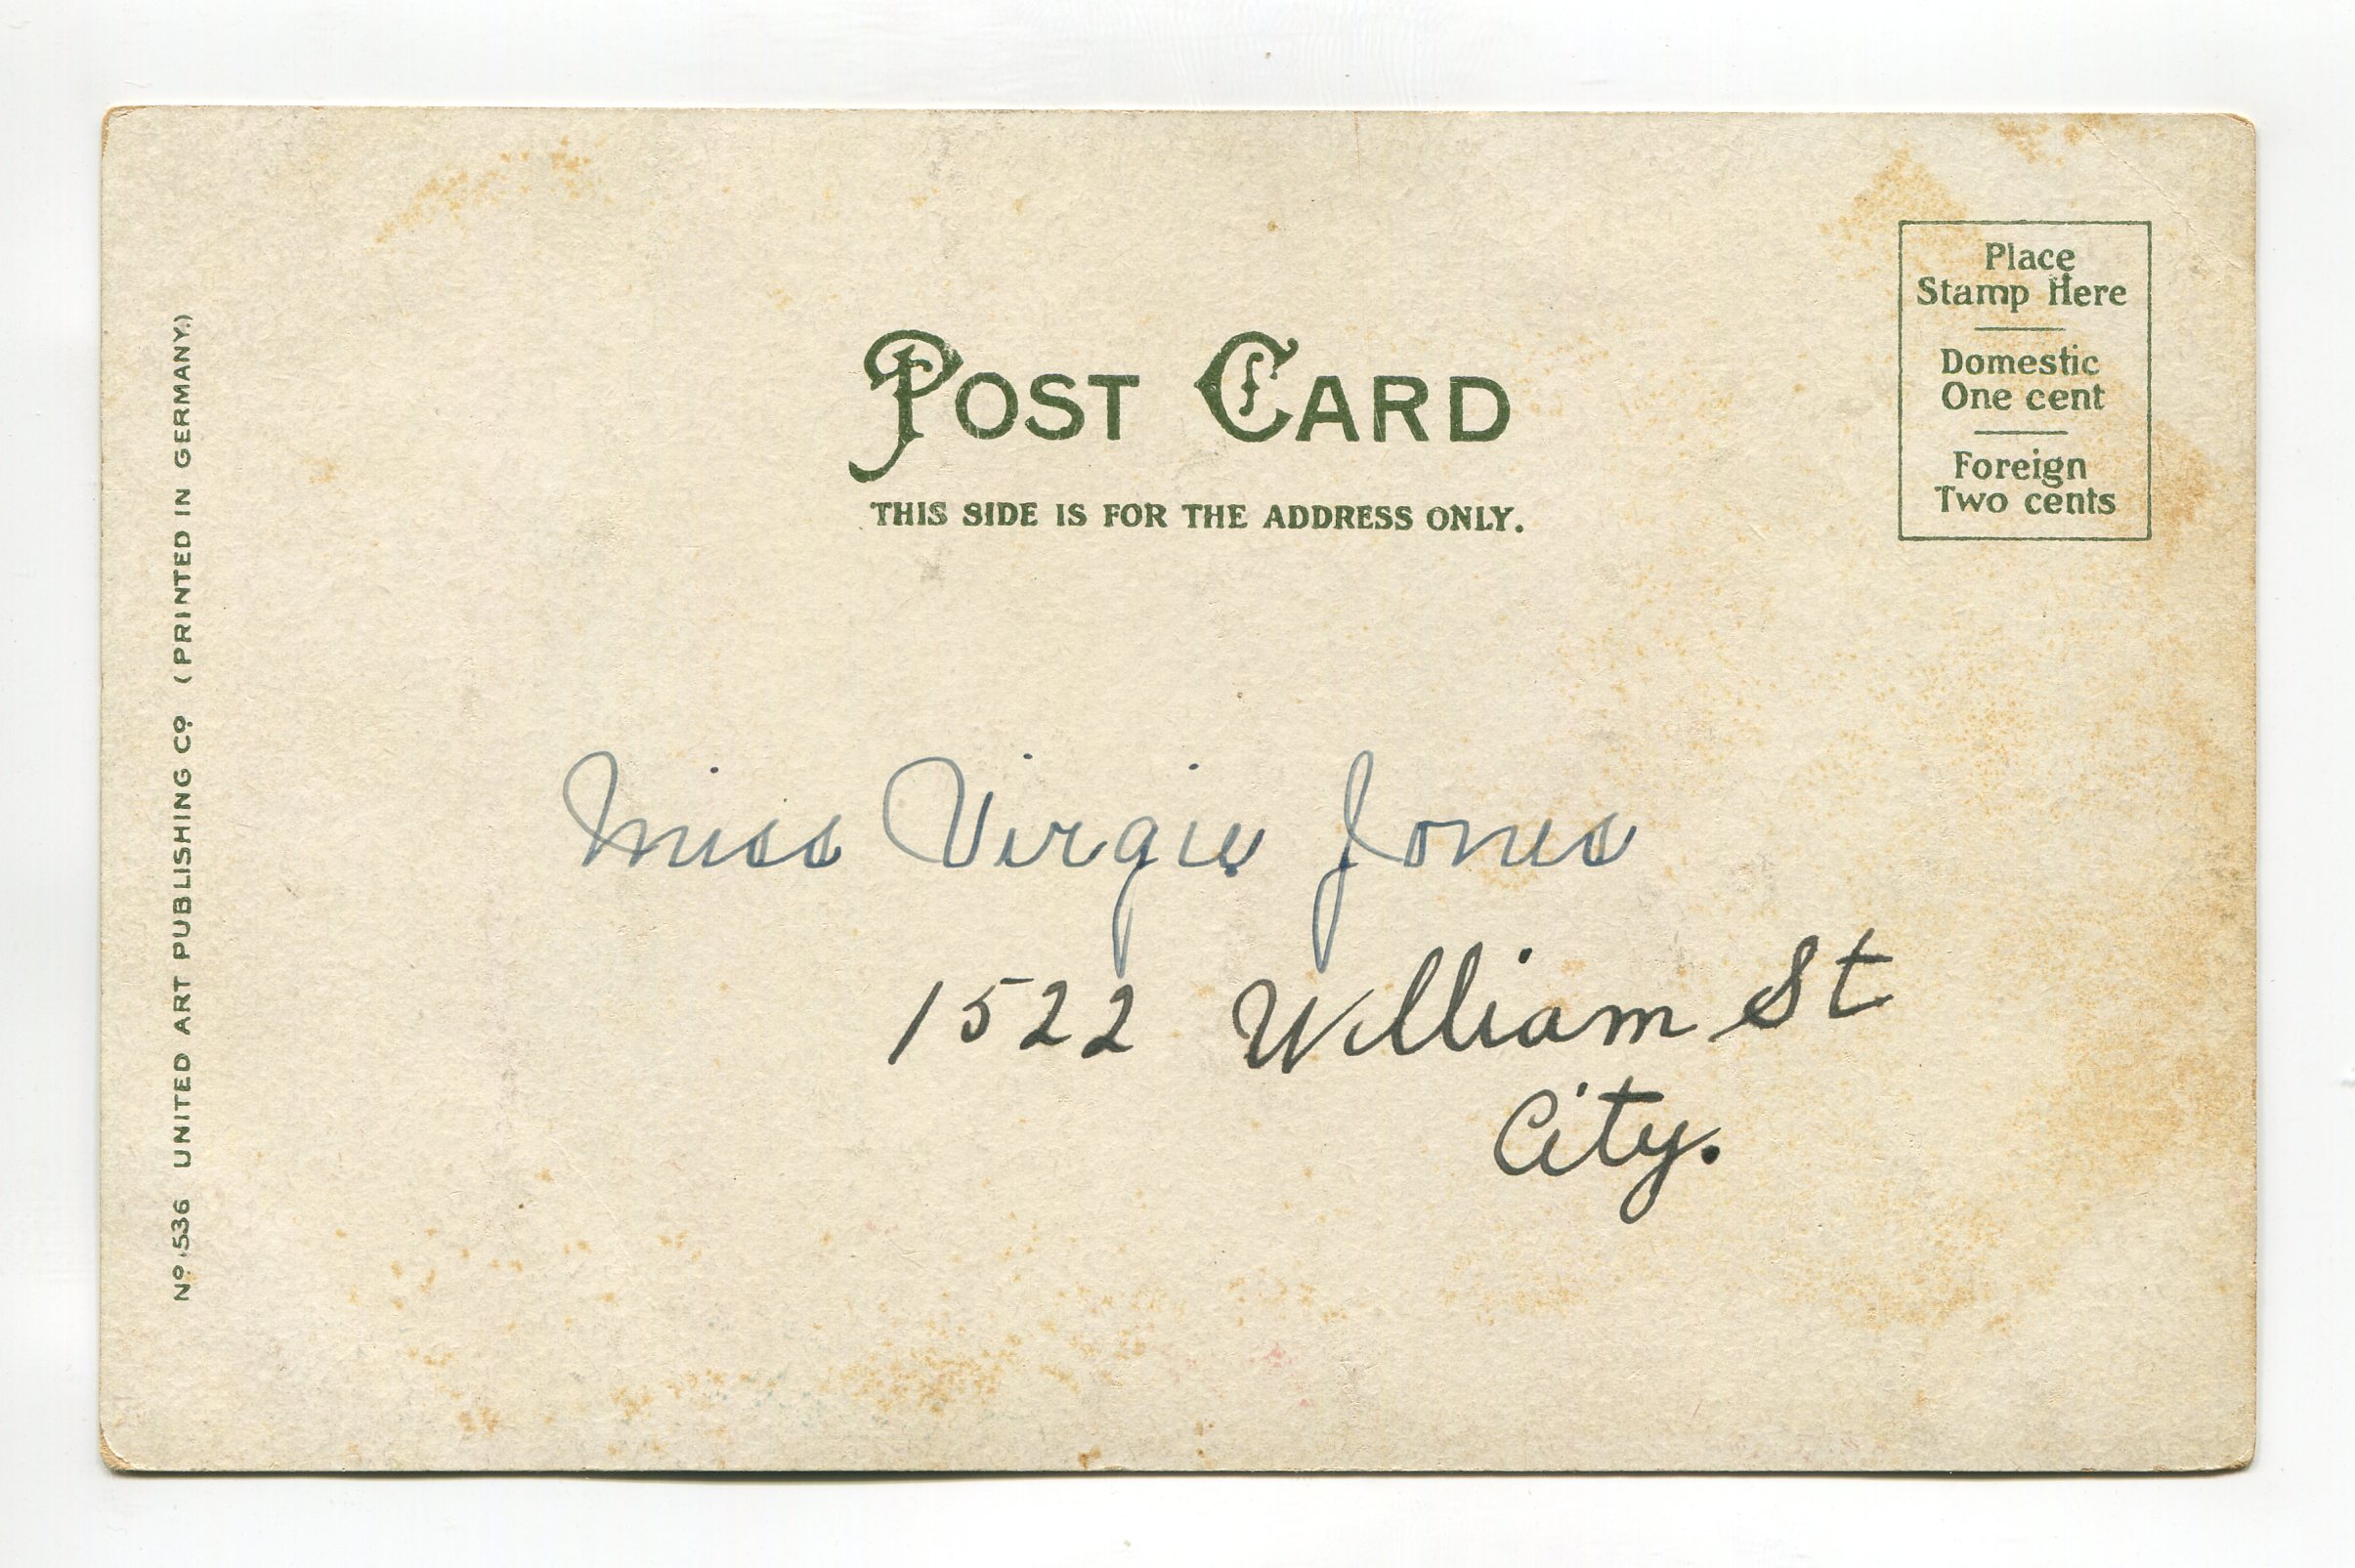 POST CARD
THIS SIDE IS FOR THE ADDRESS ONLY.
Place
Stamp Here
Domestic
One cent
Foreign
Two cents
Miss Virgie Jones
1522 William St
City.
No 536 UNITED ART PUBLISHING Co (PRINTED IN GERMANY.)